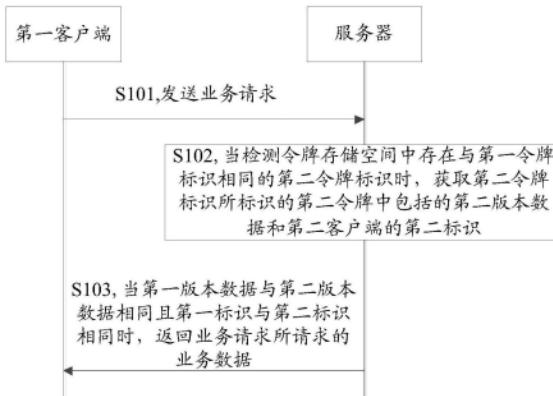 第一客户端
服务器
S101,发送业务请求
S102, 当检测令牌存储空间中存在与第一令牌
标识相同的第二令牌标识时，获取第二令牌
标识所标识的第二令牌中包括的第二版本数
据和第二客户端的第二标识
S103, 当第一版本数据与第二版本
数据相同且第一标识与第二标识
相同时，返回业务请求所请求的
业务数据